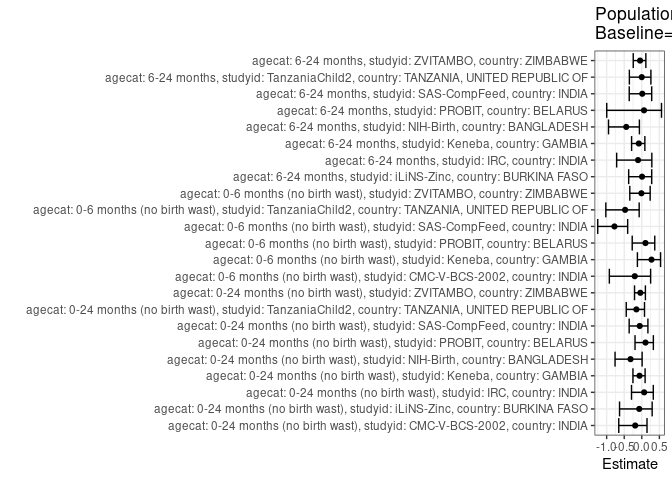 Population
Baseline=
agecat: 6-24 months, studyid: ZVITAMBO, country: ZIMBABWE
agecat: 6-24 months, studyid: TanzaniaChild2, country: TANZANIA, UNITED REPUBLIC OF
agecat: 6-24 months, studyid: SAS-CompFeed, country: INDIA
agecat: 6-24 months, studyid: PROBIT, country: BELARUS
agecat: 6-24 months, studyid: NIH-Birth, country: BANGLADESH
agecat: 6-24 months, studyid: Keneba, country: GAMBIA
agecat: 6-24 months, studyid: IRC, country: INDIA
agecat: 6-24 months, studyid: iLiNS-Zinc, country: BURKINA FASO
agecat: 0-6 months (no birth wast), studyid: ZVITAMBO, country: ZIMBABWE
agecat: 0-6 months (no birth wast), studyid: TanzaniaChild2, country: TANZANIA, UNITED REPUBLIC OF
agecat: 0-6 months (no birth wast), studyid: SAS-CompFeed, country: INDIA
agecat: 0-6 months (no birth wast), studyid: PROBIT, country: BELARUS
agecat: 0-6 months (no birth wast), studyid: Keneba, country: GAMBIA
agecat: 0-6 months (no birth wast), studyid: CMC-V-BCS-2002, country: INDIA
agecat: 0-24 months (no birth wast), studyid: ZVITAMBO, country: ZIMBABWE
agecat: 0-24 months (no birth wast), studyid: TanzaniaChild2, country: TANZANIA, UNITED REPUBLIC OF
agecat: 0-24 months (no birth wast), studyid: SAS-CompFeed, country: INDIA
agecat: 0-24 months (no birth wast), studyid: PROBIT, country: BELARUS
agecat: 0-24 months (no birth wast), studyid: NIH-Birth, country: BANGLADESH
agecat: 0-24 months (no birth wast), studyid: Keneba, country: GAMBIA
agecat: 0-24 months (no birth wast), studyid: IRC, country: INDIA
agecat: 0-24 months (no birth wast), studyid: iLiNS-Zinc, country: BURKINA FASO
agecat: 0-24 months (no birth wast), studyid: CMC-V-BCS-2002, country: INDIA
-1.0 -0.5 0.0 0.5
Estimate